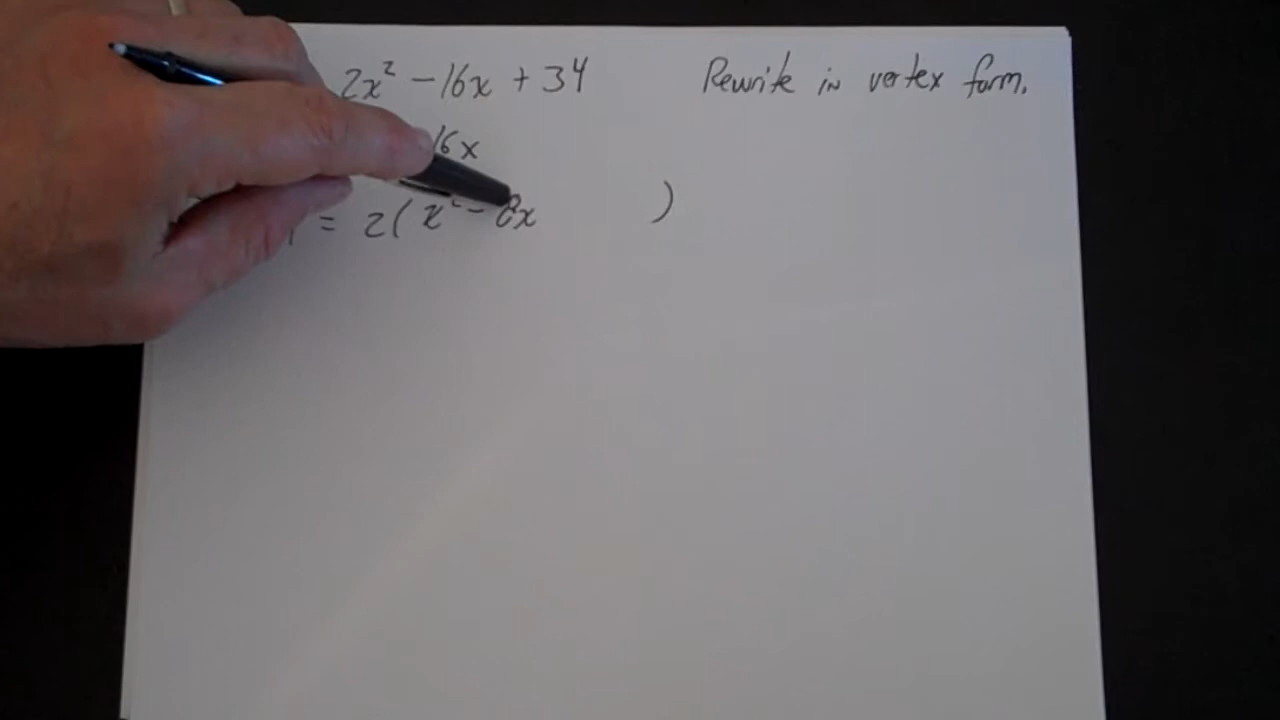 2x² - 16x + 34 Rewrite in vertex form.
16x
= 2(x² - 8x )